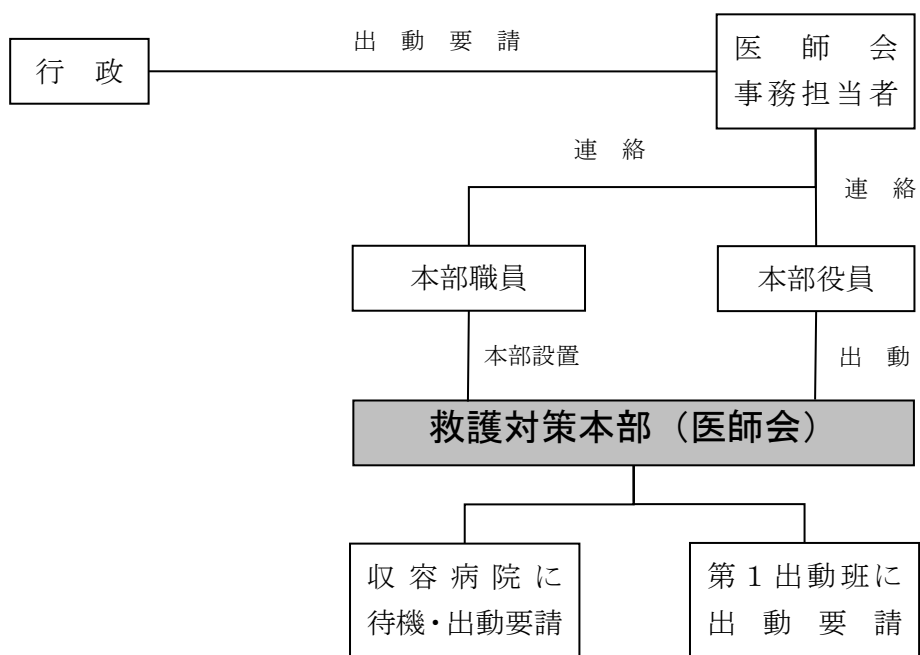 出動要請
行政
医師会
事務担当者
連絡
連絡
本部職員
本部役員
本部設置
出動
救護対策本部（医師会）
収容病院に
待機・出動要請
第1出動班に
出動要請